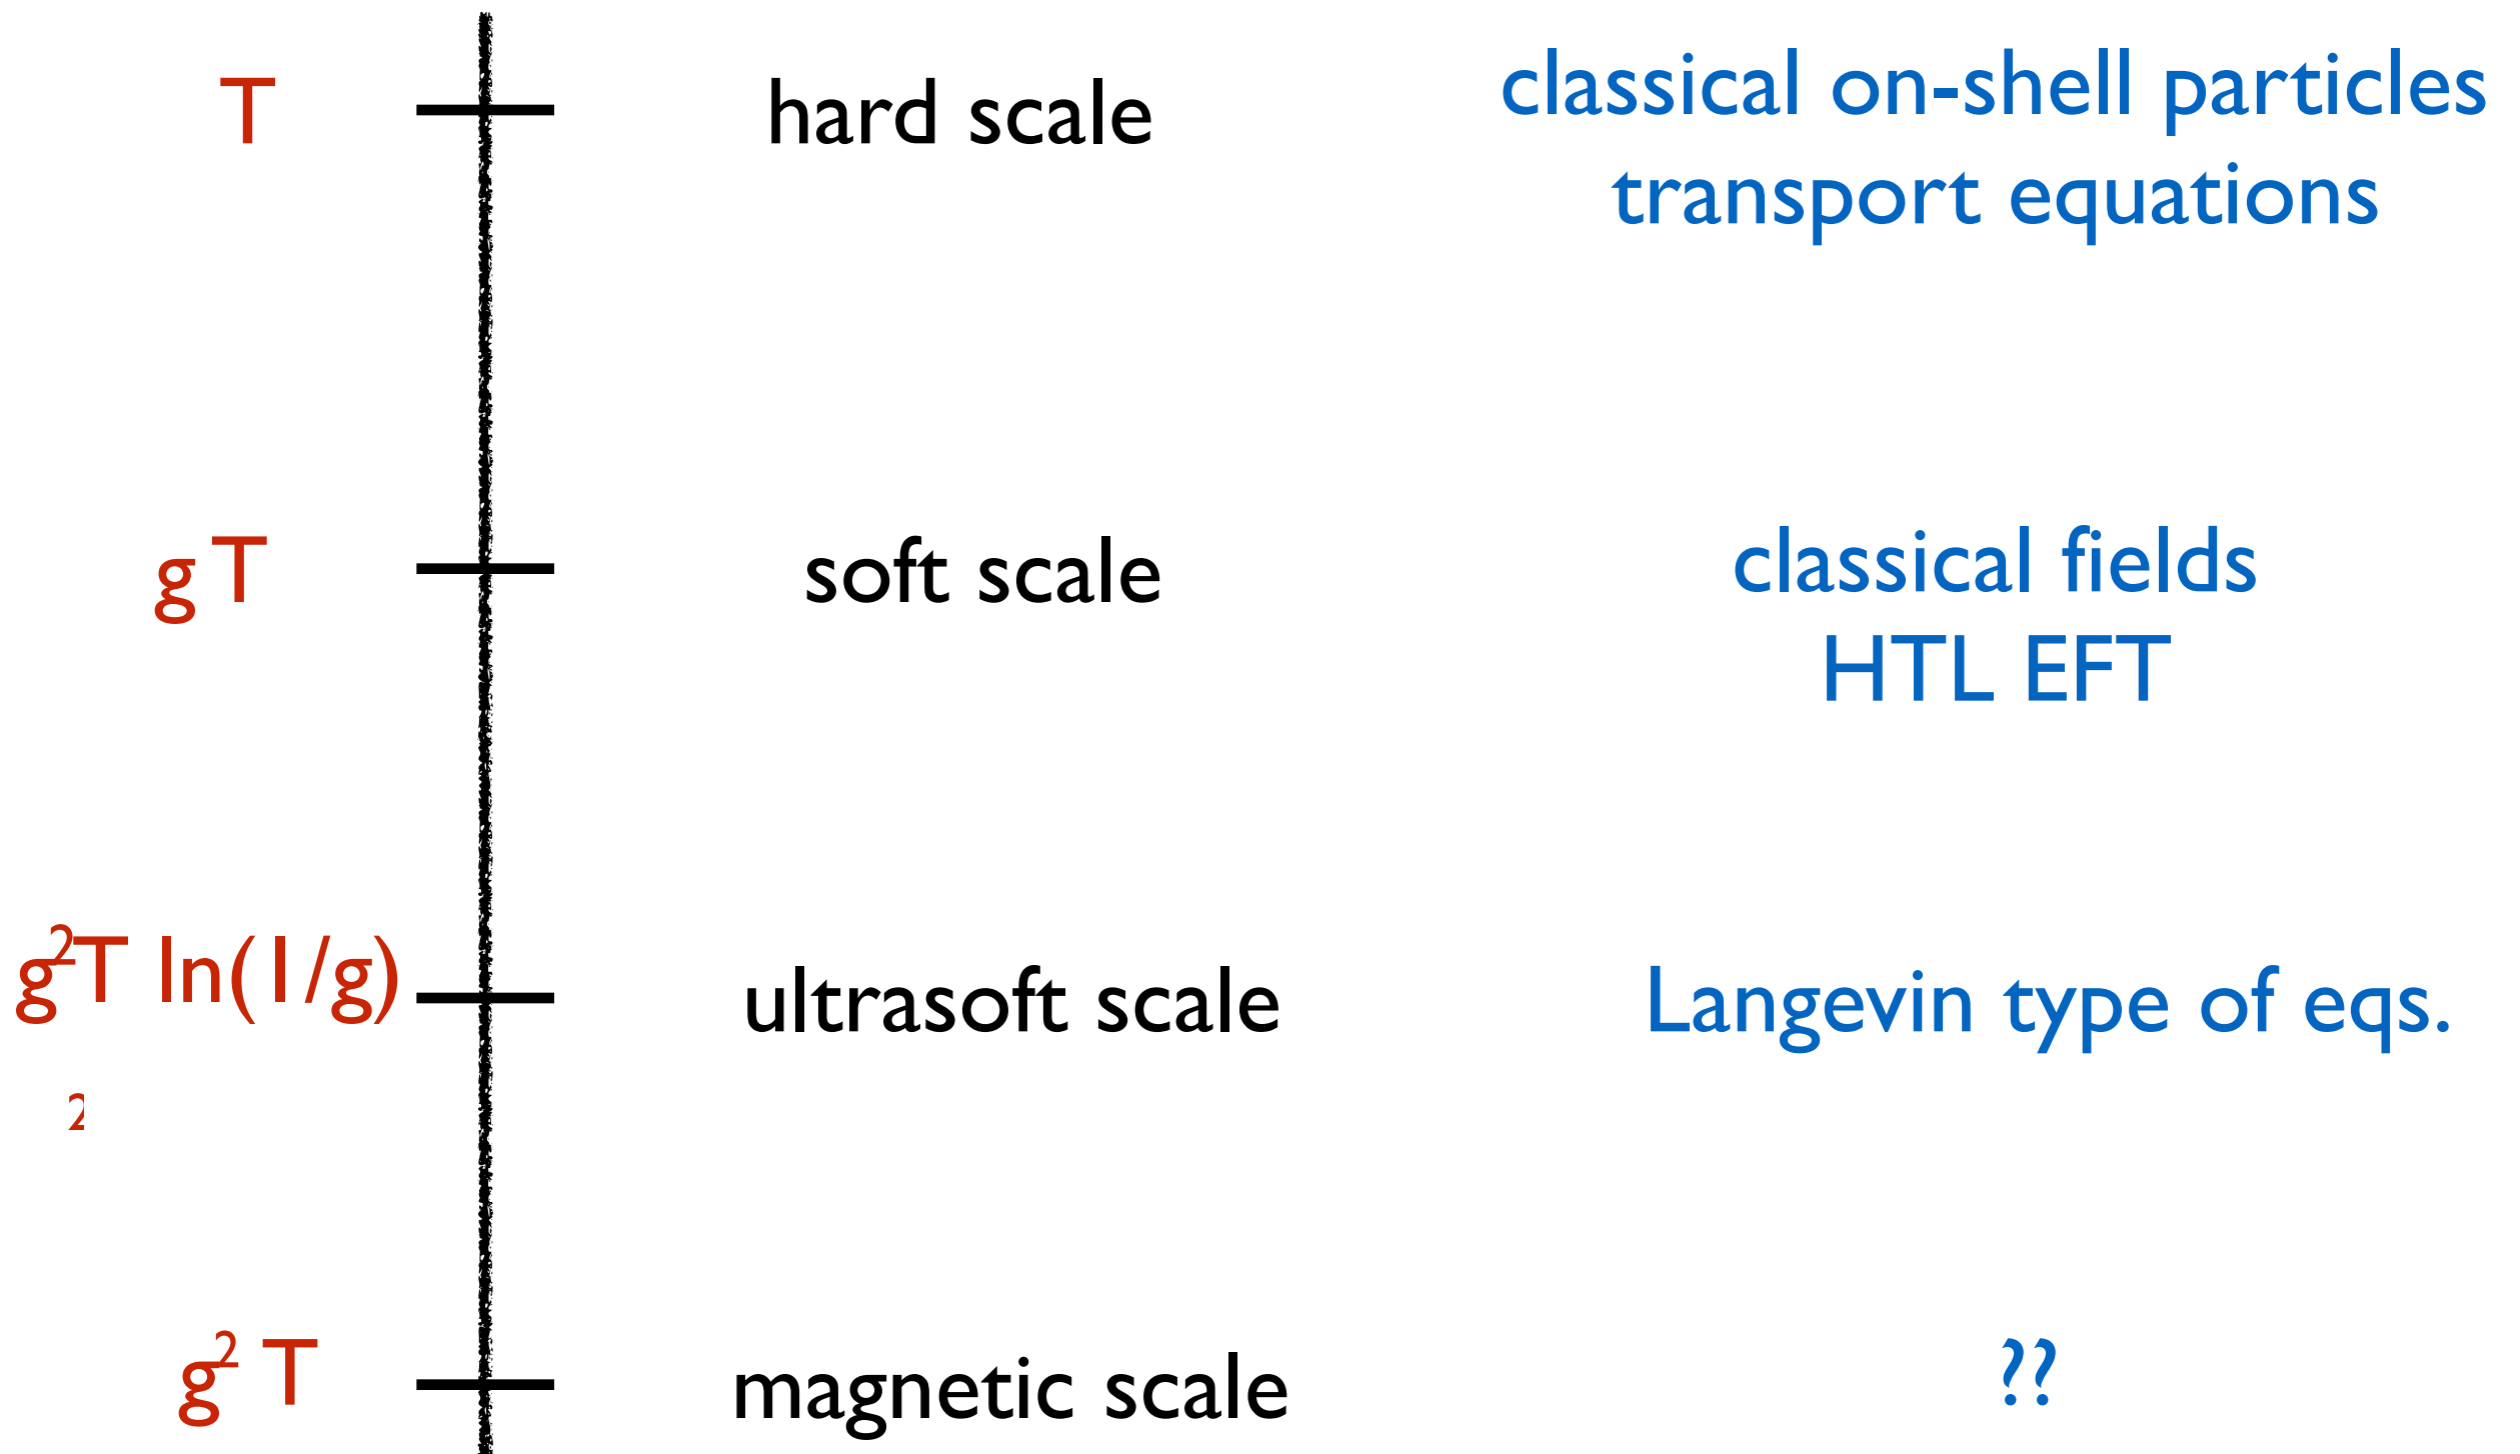 T hard scale classical on-shell particles
transport equations
g T soft scale classical fields
HTL EFT
g²T ln(1/g) ultrasoft scale Langevin type of eqs.
2
g² T magnetic scale ??